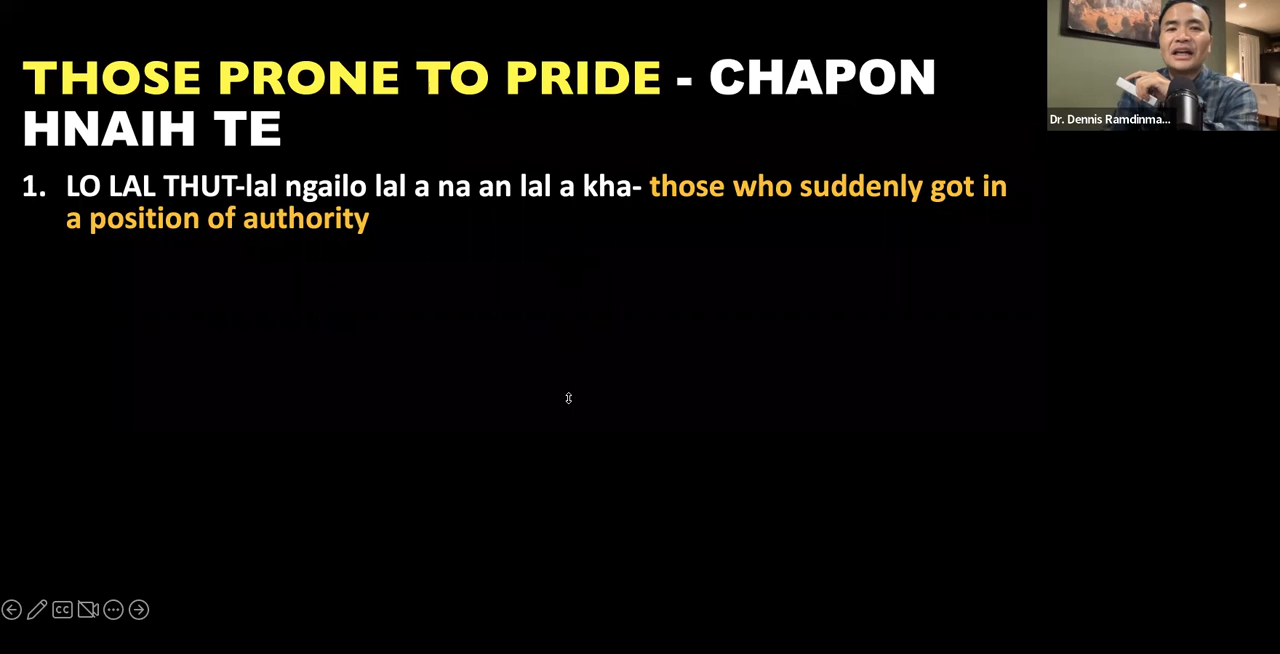 THOSE PRONE TO PRIDE - CHAPON
HNAIH TE
1. LO LAL THUT-lal ngailo lal a na an lal a kha- those who suddenly got in
a position of authority
Dr. Dennis Ramdinma...
CC